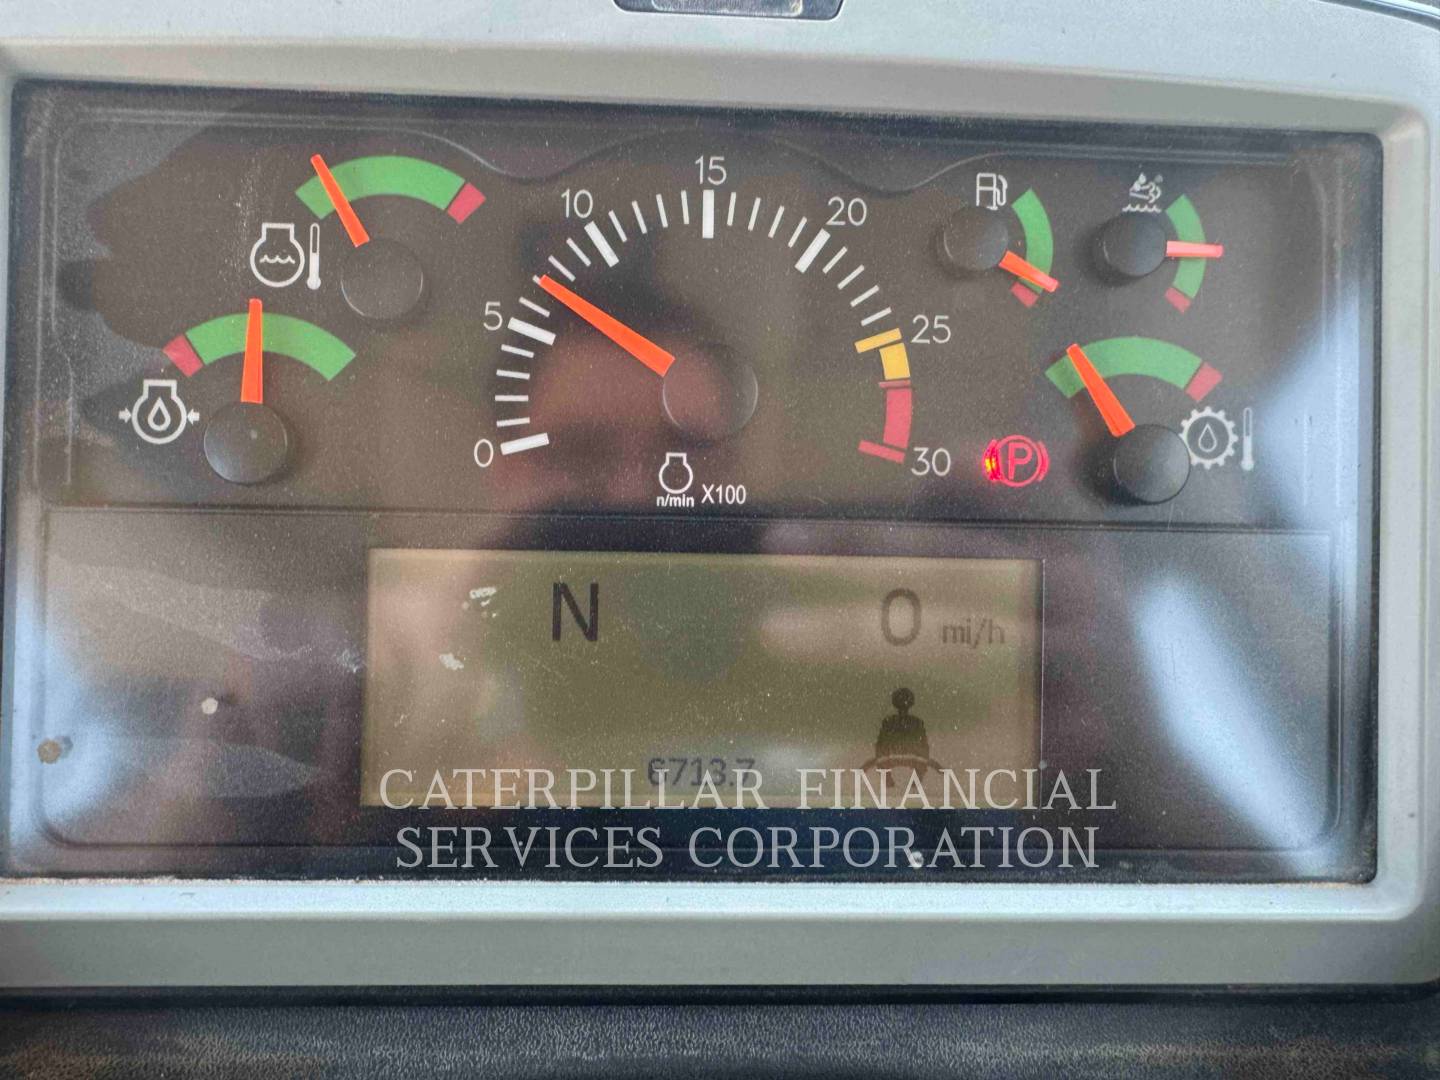 15
10
20
5
25
0
30
P
n/min X100
N
0 mi/h
6713.7
CATERPILLAR FINANCIAL
SERVICES CORPORATION